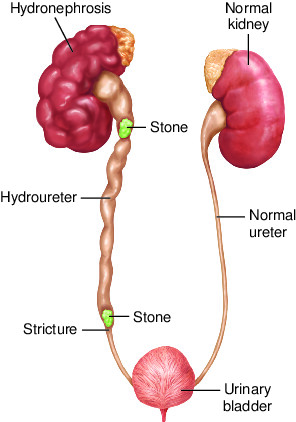 Hydronephrosis
Normal
kidney
Stone
Hydroureter
Normal
ureter
Stone
Stricture
Urinary
bladder